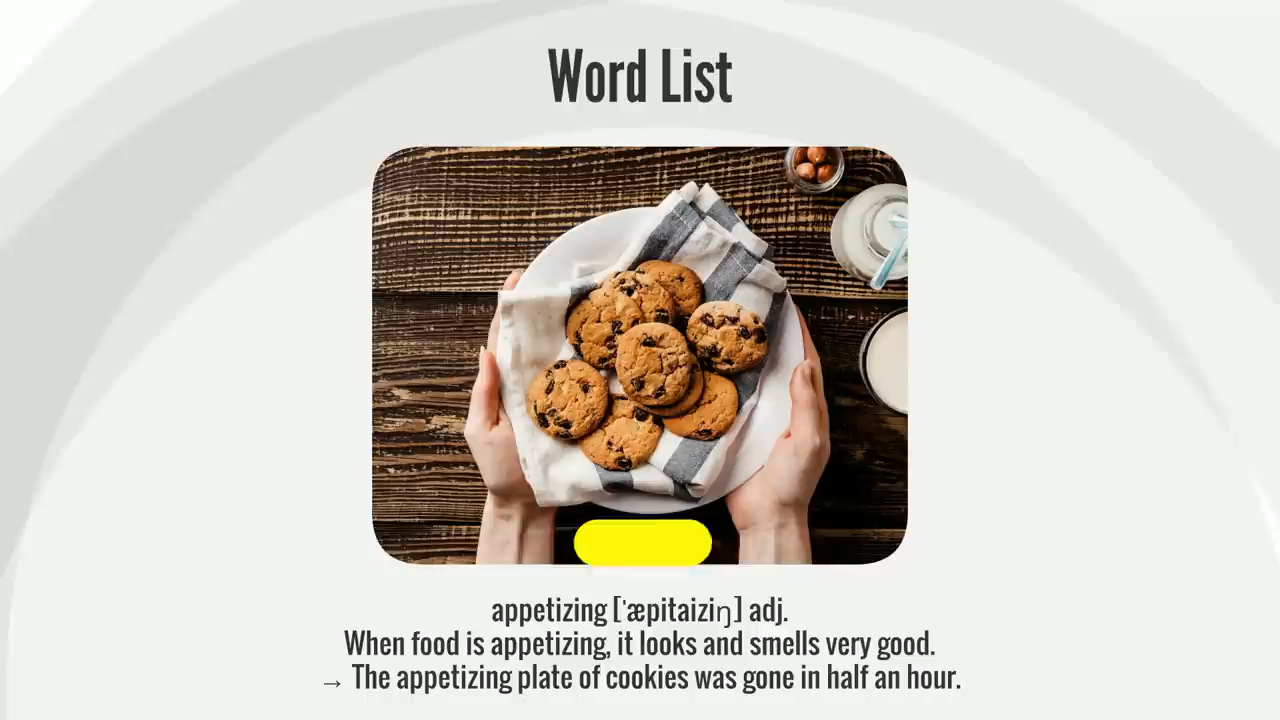 Word List
appetizing [ˈæpitaiziŋ] adj.
When food is appetizing, it looks and smells very good.
→ The appetizing plate of cookies was gone in half an hour.